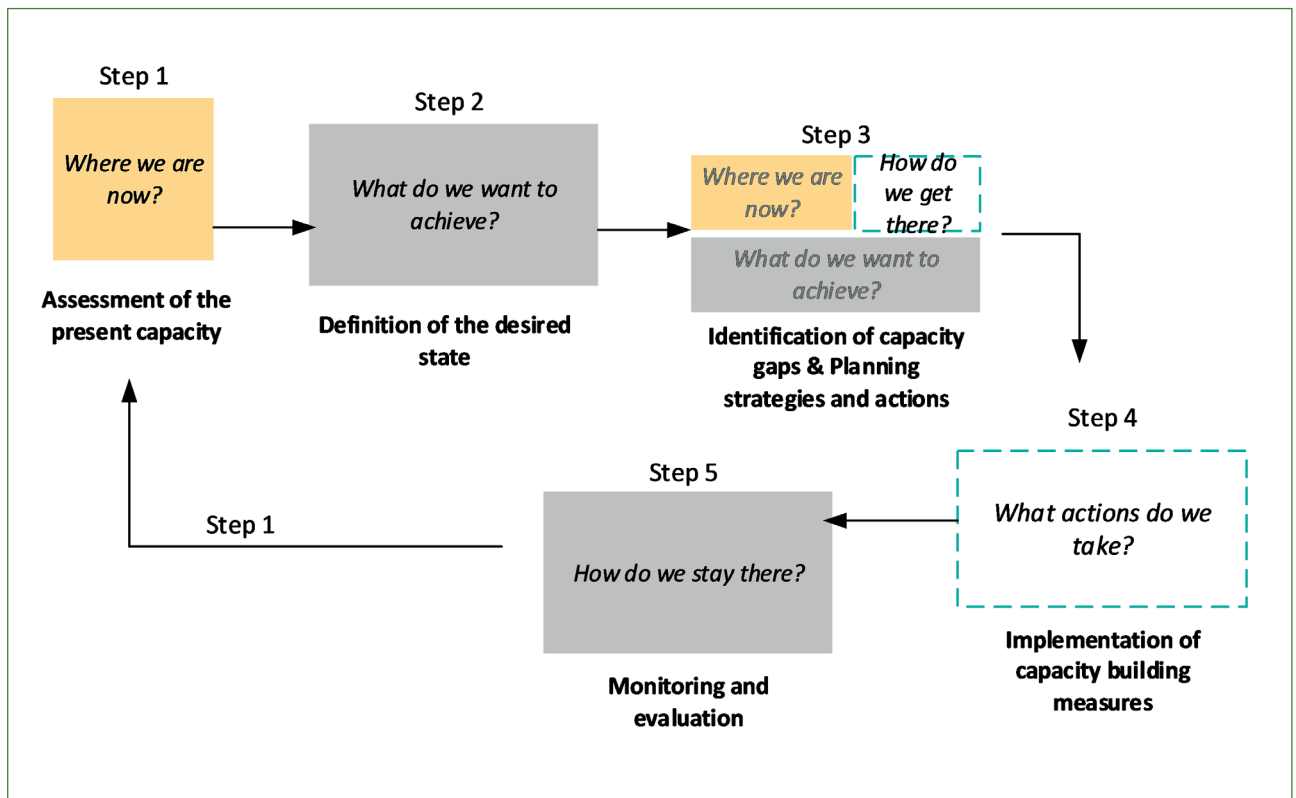 Step 1
Where we are
now?
Assessment of the
present capacity
Step 2
What do we want to
achieve?
Definition of the desired
state
Step 3
Where we are
now?
How do
we get
there?
What do we want to
achieve?
Identification of capacity
gaps & Planning
strategies and actions
Step 4
What actions do we
take?
Implementation of
capacity building
measures
Step 5
How do we stay there?
Monitoring and
evaluation
Step 1